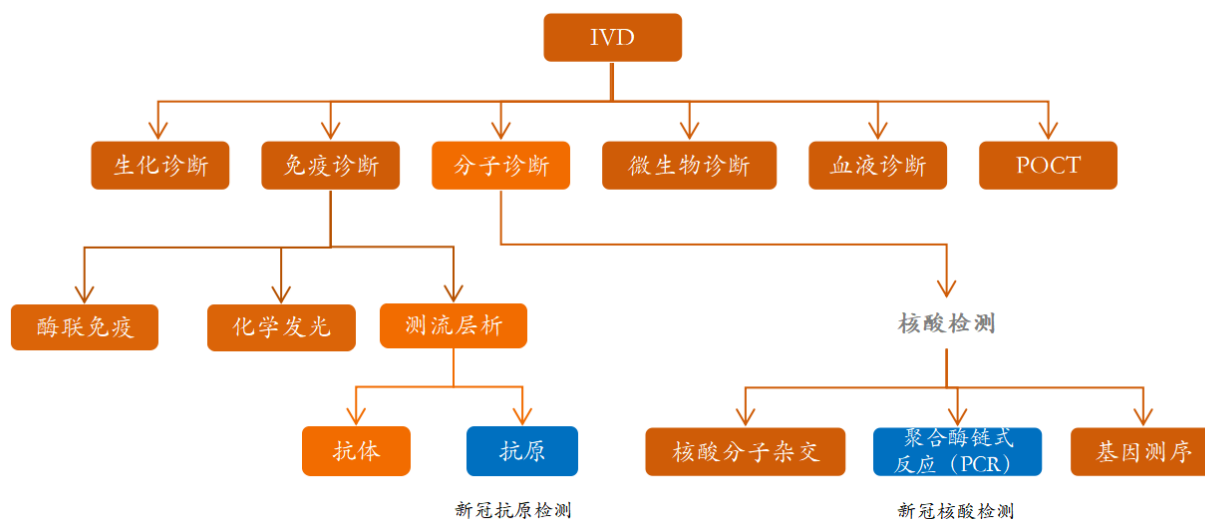 IVD
生化诊断
免疫诊断
分子诊断
微生物诊断
血液诊断
POCT
酶联免疫
化学发光
测流层析
核酸检测
抗体
抗原
核酸分子杂交
聚合酶链式
反应（PCR）
基因测序
新冠抗原检测
新冠核酸检测